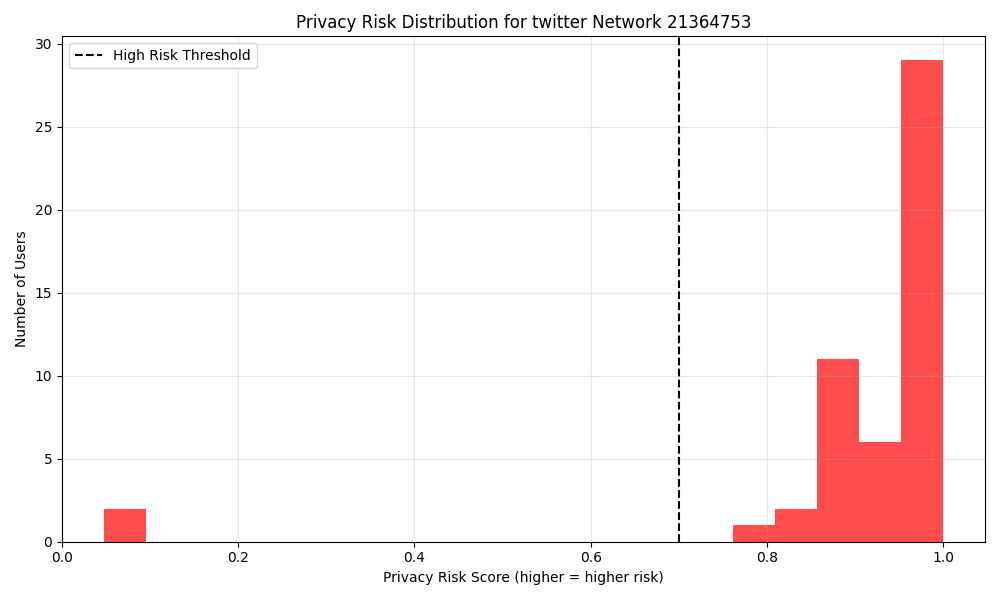 Privacy Risk Distribution for twitter Network 21364753
High Risk Threshold
30
25
20
15
10
5
0
Number of Users
0.0 0.2 0.4 0.6 0.8 1.0
Privacy Risk Score (higher = higher risk)